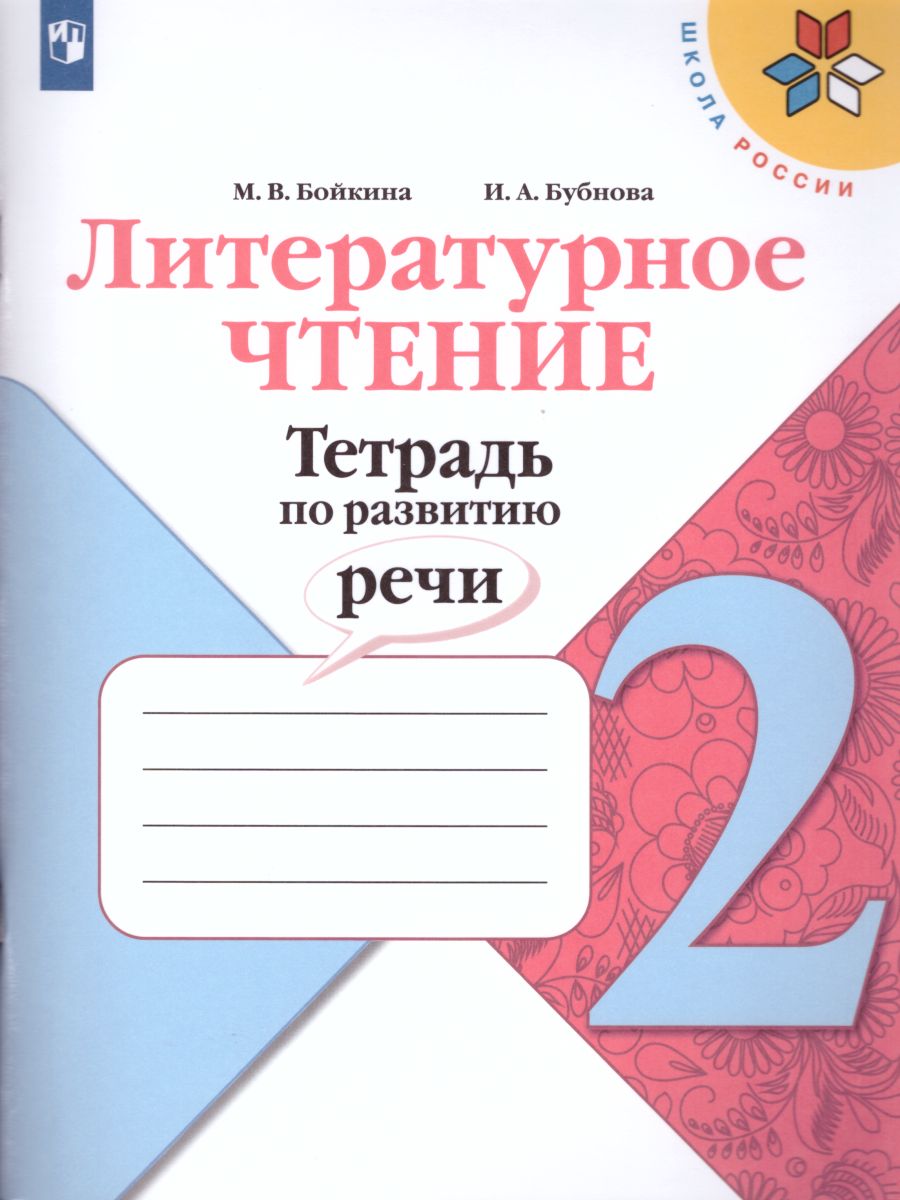 ШКОЛА РОССИИ
М. В. Бойкина И. А. Бубнова
Литературное
ЧТЕНИЕ
Тетрадь
по развитию
речи
2